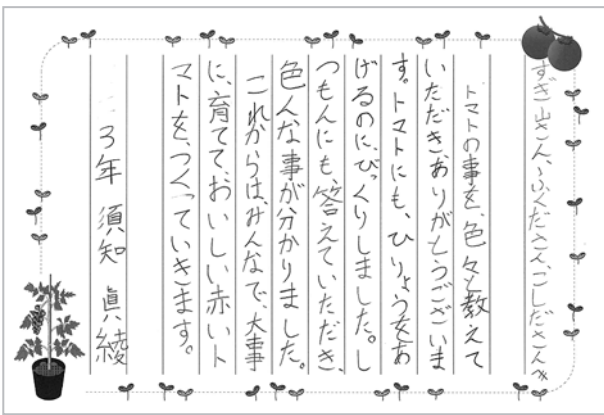 すぎ山さん、ふくださん、ごしださんへ
トマトの事を、色々と教えて
いただきありがとうございま
す。トマトにも、ひりょうをあ
げるのに、びっくりしました。し
つもんにも、答えていただき、
色んな事が分かりました。
これからは、みんなで、大事
に、育てて、おいしい赤いト
マトを、つくっていきます。
3年 須知 眞綾